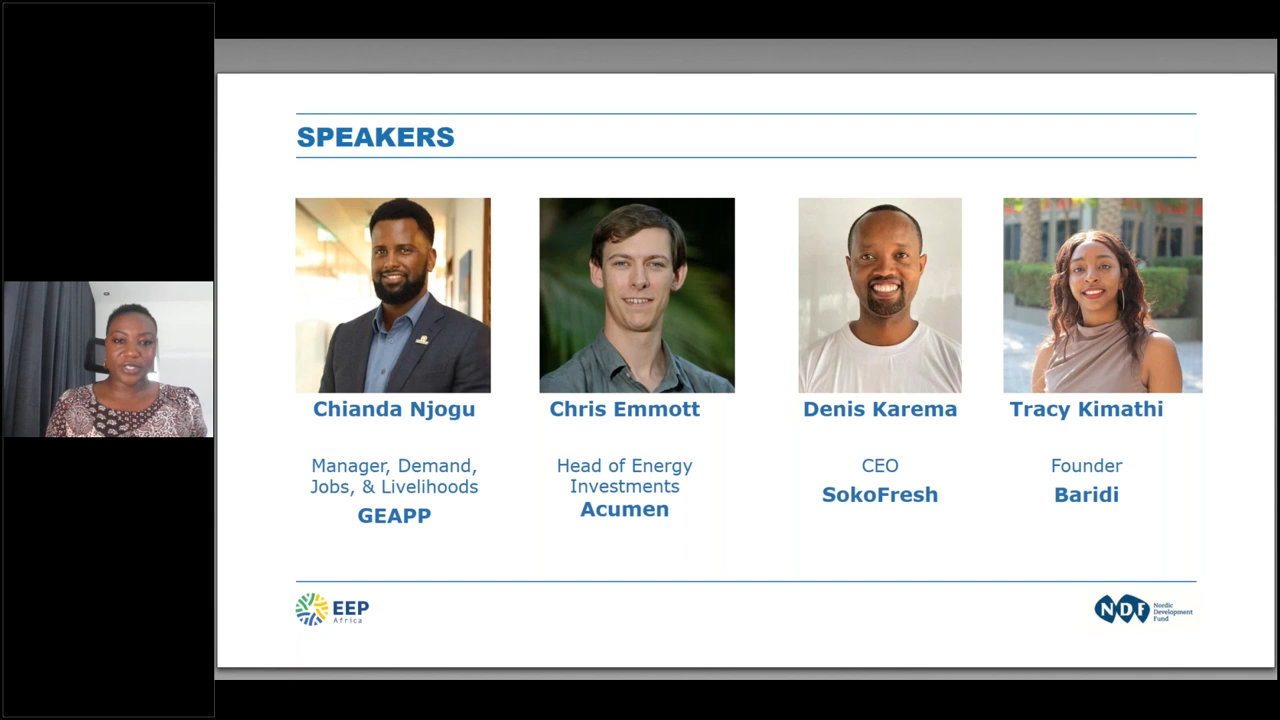 SPEAKERS
Chianda Njogu
Manager, Demand,
Jobs, & Livelihoods
GEAPP
Chris Emmott
Head of Energy
Investments
Acumen
Denis Karema
CEO
SokoFresh
Tracy Kimathi
Founder
Baridi
EEP
Africa
NDF
Nordic
Development
Fund